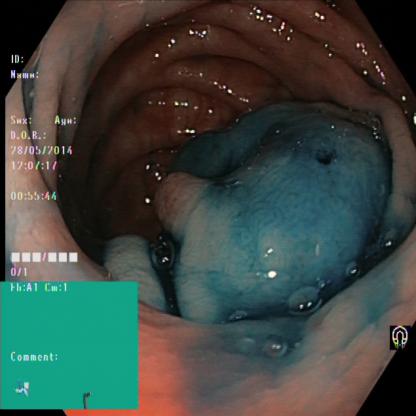 ID:
Name:
Sex: Age:
D.O.B.:
28/05/2014
12:07:17
00:55:44
0/1
Eh:A1 Cm:1
Comment: